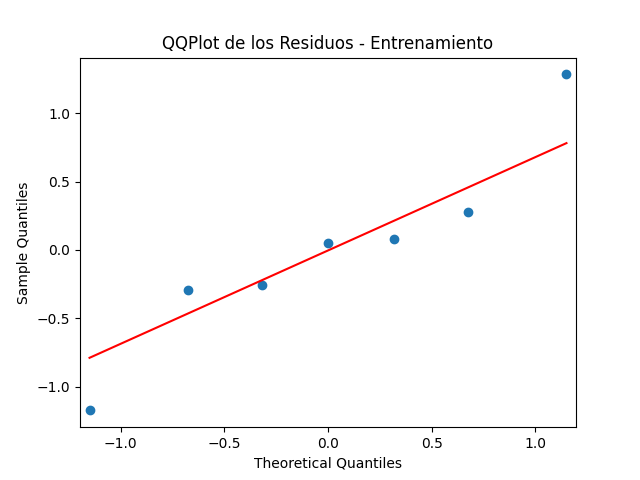 QQPlot de los Residuos - Entrenamiento
1.0
0.5
0.0
−0.5
−1.0
Sample Quantiles
−1.0 −0.5 0.0 0.5 1.0
Theoretical Quantiles